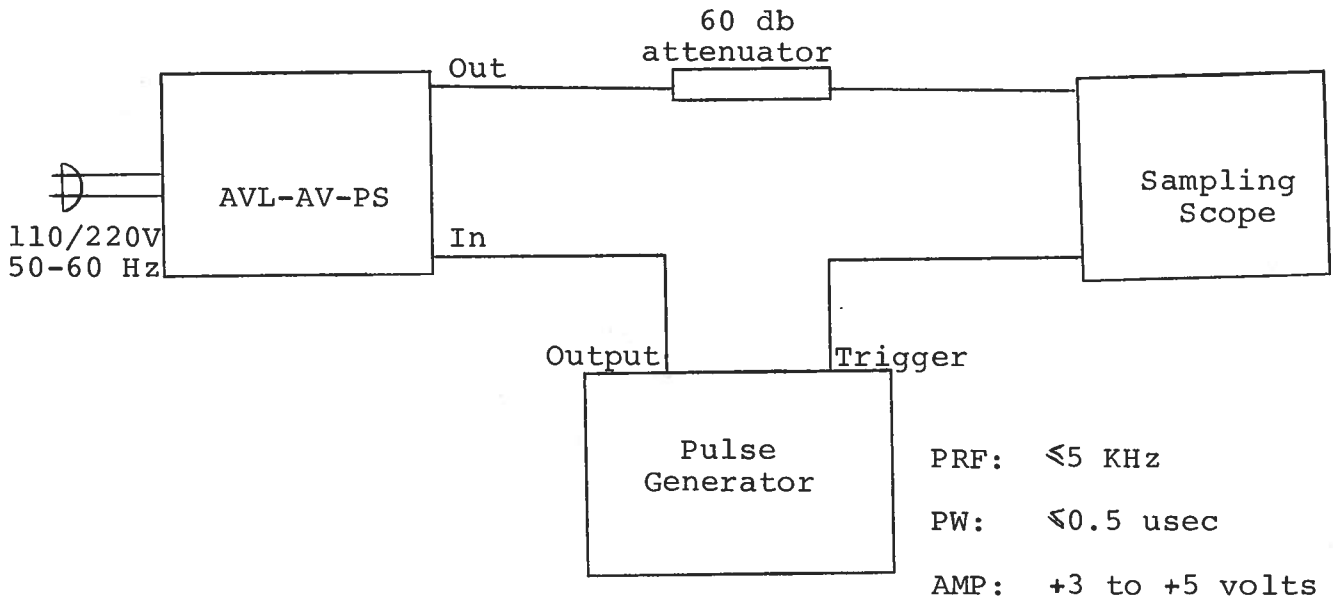 60 db
attenuator
Out
AVL-AV-PS
Sampling
Scope
110/220V
50-60 Hz
In
Output
Trigger
Pulse
Generator
PRF: ≤5 KHz
PW: ≤0.5 usec
AMP: +3 to +5 volts